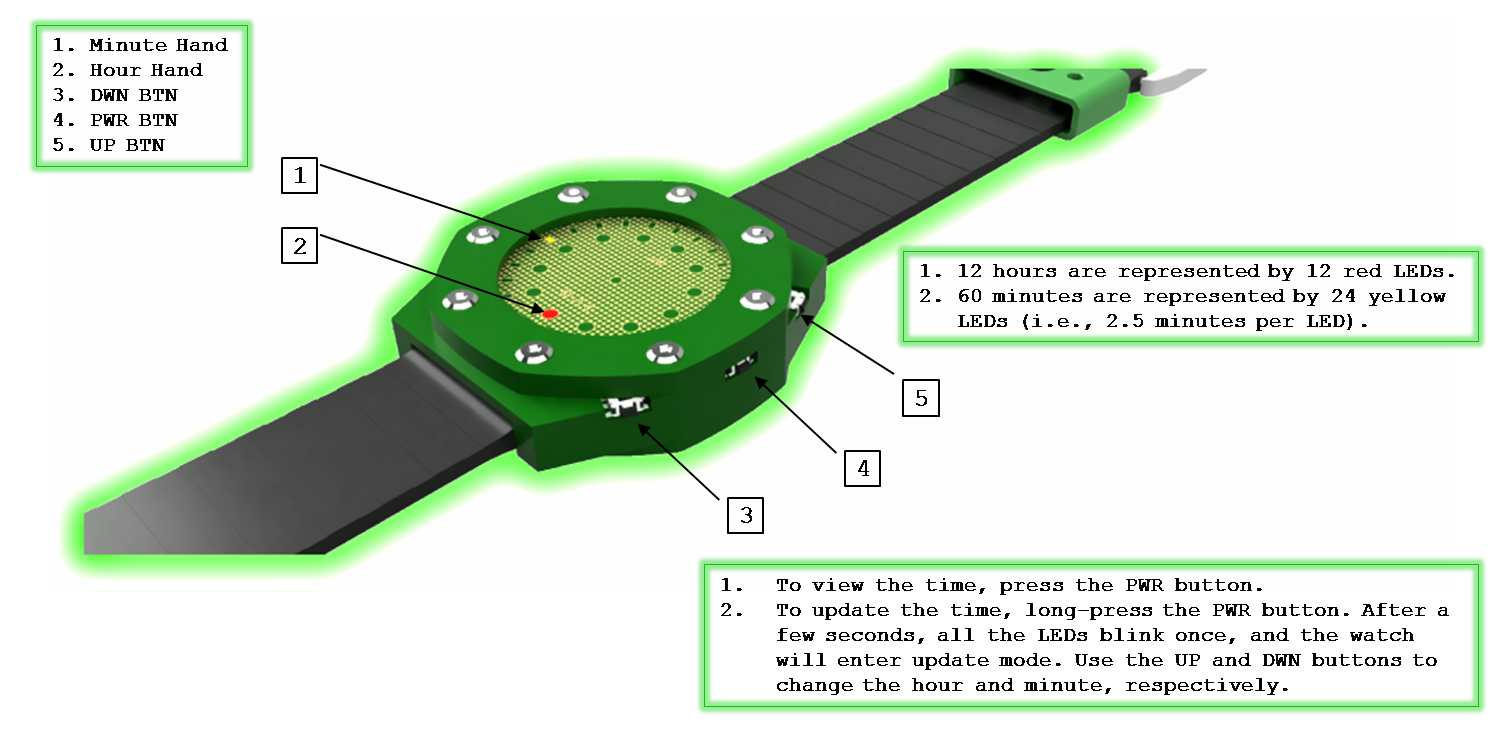 1. Minute Hand
2. Hour Hand
3. DWN BTN
4. PWR BTN
5. UP BTN
1
2
1. 12 hours are represented by 12 red LEDs.
2. 60 minutes are represented by 24 yellow
LEDs (i.e., 2.5 minutes per LED).
5
4
3
1. To view the time, press the PWR button.
2. To update the time, long-press the PWR button. After a
few seconds, all the LEDs blink once, and the watch
will enter update mode. Use the UP and DWN buttons to
change the hour and minute, respectively.